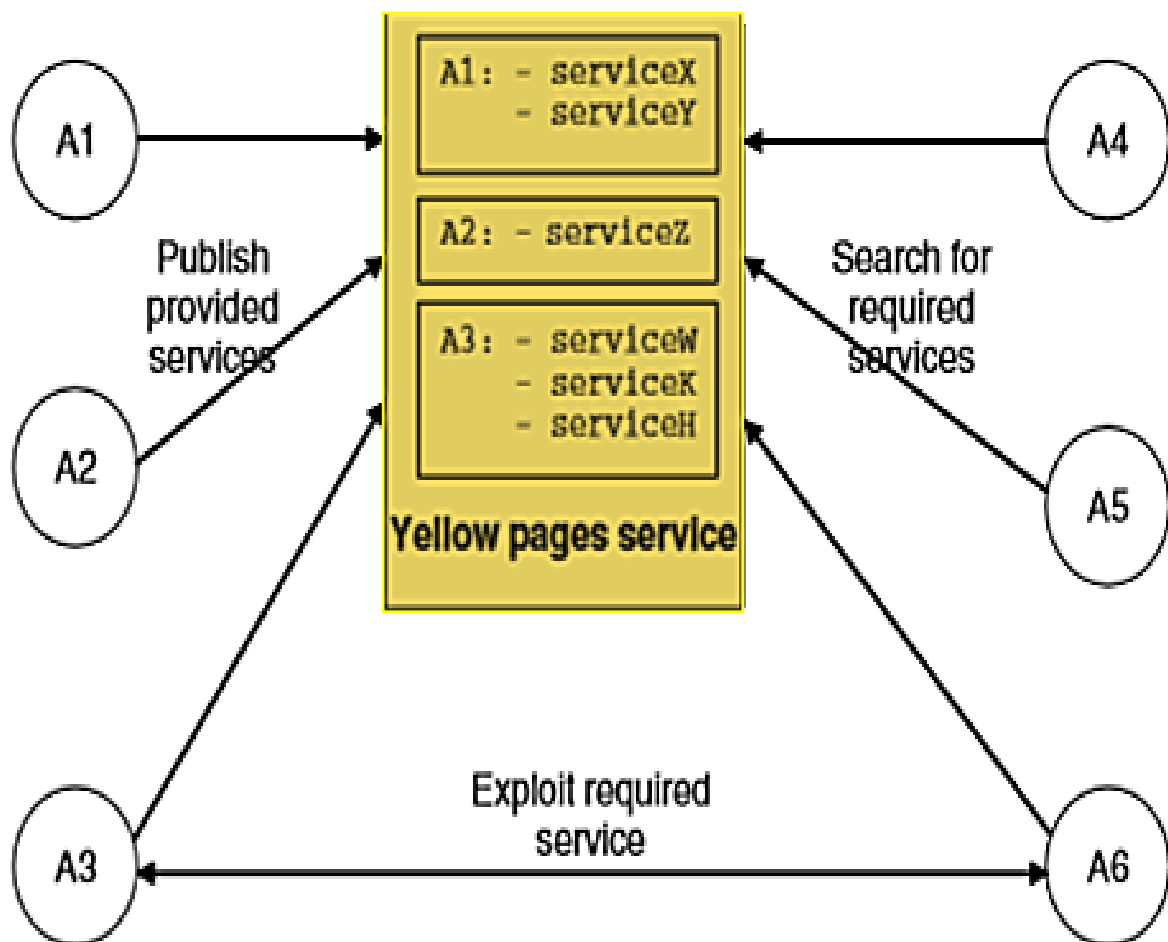 A1: - serviceX
- serviceY
A1
A4
A2: - serviceZ
Publish
provided
services
Search for
required
services
A3: - serviceW
- serviceK
- serviceH
A2
A5
Yellow pages service
Exploit required
service
A3
A6